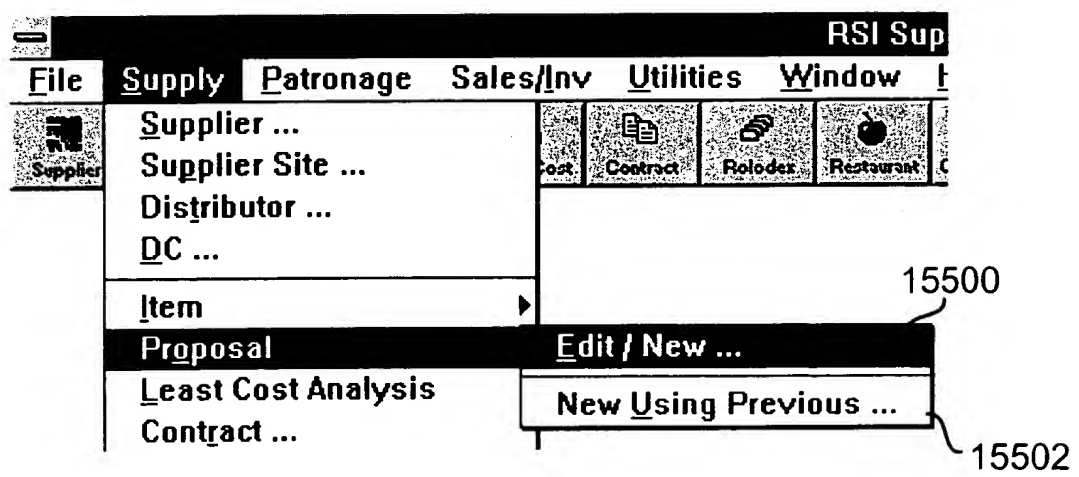 RSI Sup
File Supply Patronage Sales/Inv Utilities Window
Supplier ...
Supplier Contract Rolodex Restaurant
Supplier Site ...
Distributor ...
DC ...
Item
15500
Proposal Edit / New ...
Least Cost Analysis
New Using Previous ...
Contract ...
15502